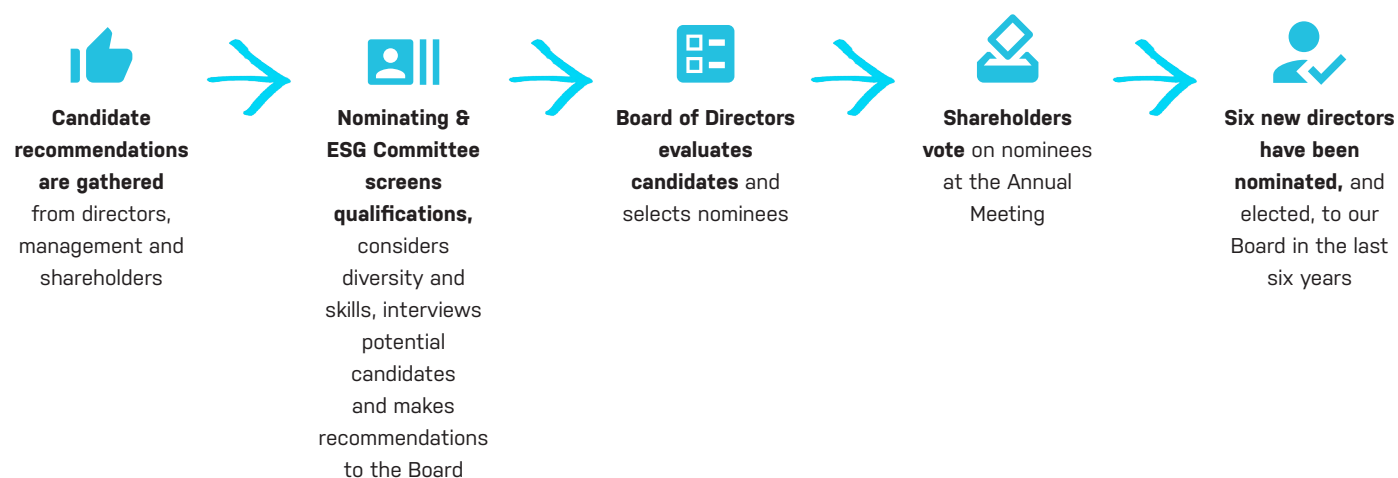 Candidate
recommendations
are gathered
from directors,
management and
shareholders
Nominating &
ESG Committee
screens
qualifications,
considers
diversity and
skills, interviews
potential
candidates
and makes
recommendations
to the Board
Board of Directors
evaluates
candidates and
selects nominees
Shareholders
vote on nominees
at the Annual
Meeting
Six new directors
have been
nominated, and
elected, to our
Board in the last
six years